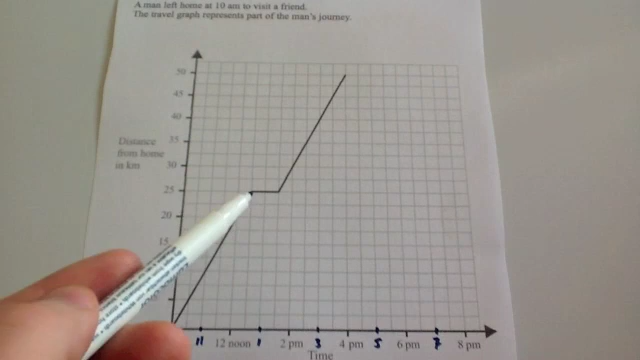 A man left home at 10 am to visit a friend.
The travel graph represents part of the man's journey.
50
45
40
35
30
25
20
15
Distance
from home
in km
11 12 noon 1 2 pm 3 4 pm 5 6 pm 7 8 pm
Time